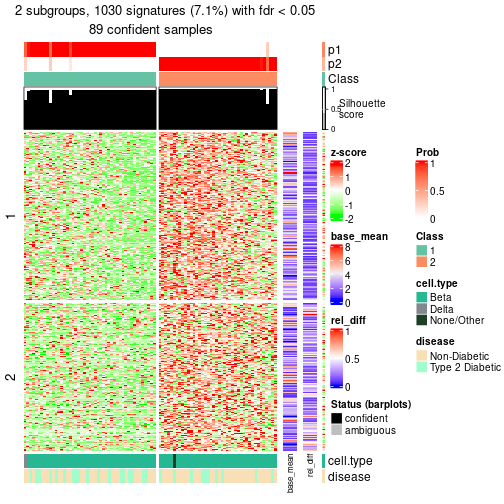 2 subgroups, 1030 signatures (7.1%) with fdr < 0.05
89 confident samples
p1
p2
Class
1
0.5
0
Silhouette
score
1
2
z-score
2
1
0
-1
-2
base_mean
8
6
4
2
0
rel_diff
1
0.5
0
Status (barplots)
confident
ambiguous
Prob
1
0.5
0
Class
1
2
cell.type
Beta
Delta
None/Other
disease
Non-Diabetic
Type 2 Diabetic
base_mean
rel_diff
cell.type
disease